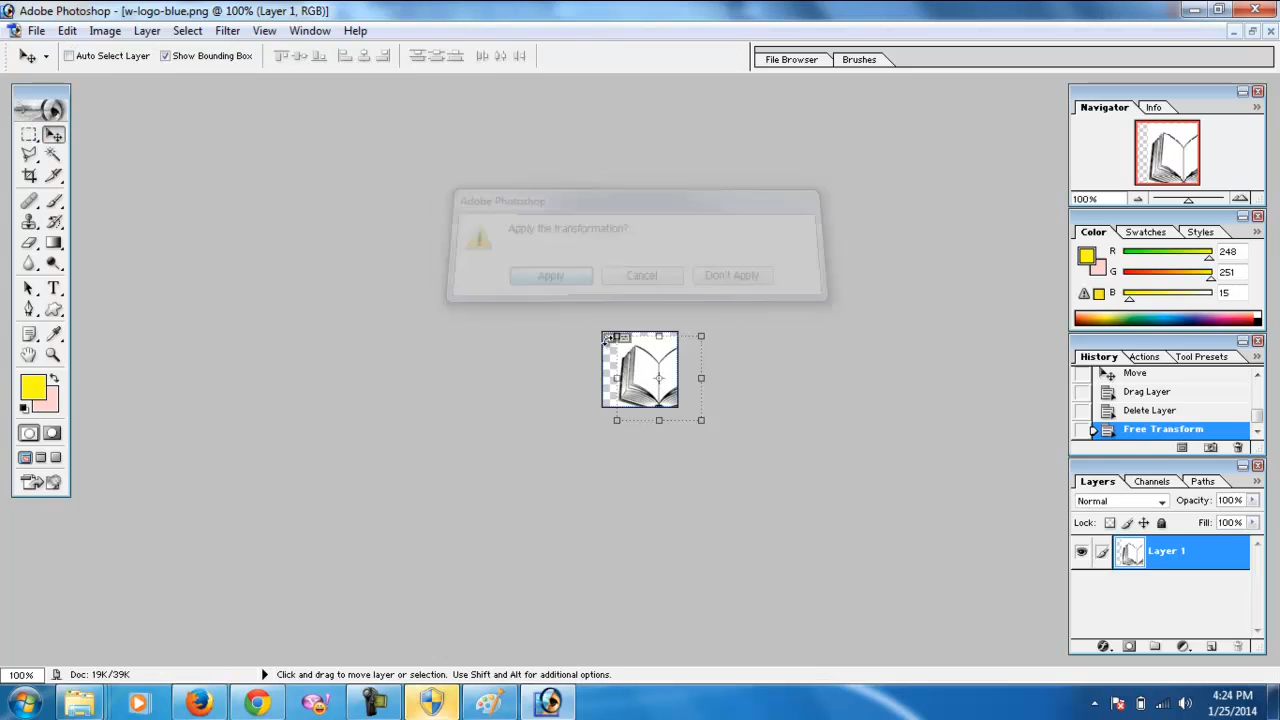 Adobe Photoshop - [w-logo-blue.png @ 100% (Layer 1, RGB)]
File Edit Image Layer Select Filter View Window Help
Auto Select Layer Show Bounding Box
File Browser Brushes
Navigator Info
100%
Adobe Photoshop
Apply the transformation?
Apply Cancel Don't Apply
Color Swatches Styles
R 248
G 251
B 15
History Actions Tool Presets
Move
Drag Layer
Delete Layer
Free Transform
Layers Channels Paths
Normal Opacity: 100%
Lock: Fill: 100%
Layer 1
100% Doc: 19K/39K Click and drag to move layer or selection. Use Shift and Alt for additional options.
4:24 PM
1/25/2014